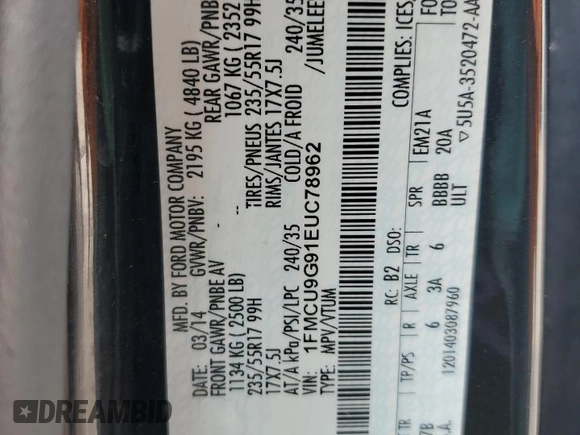 MFD. BY FORD MOTOR COMPANY
DATE: 03/14 GVWR/PNBV: 2195 KG ( 4840 LB)
FRONT GAWR/PNBE AV REAR GAWR/PNB
1134 KG ( 2500 LB) 1067 KG ( 2352
235/55R17 99H TIRES/PNEUS 235/55R17 99H
17X7.5J RIMS/JANTES 17X7.5J
AT/A kPa/PSI/LPC 240/35 COLD/A FROID 240/35
VIN: 1FMCU9G91EUC78962 /JUMELEE
TYPE: MPV/VTUM
RC: B2 DSO: COMPLIES: ICES
TR TP/PS R AXLE TR SPR EM21A
7B 6 3A 6 BBBB 20A
ULT
.A. 1201403087960 ▽5U5A-3520472-AA